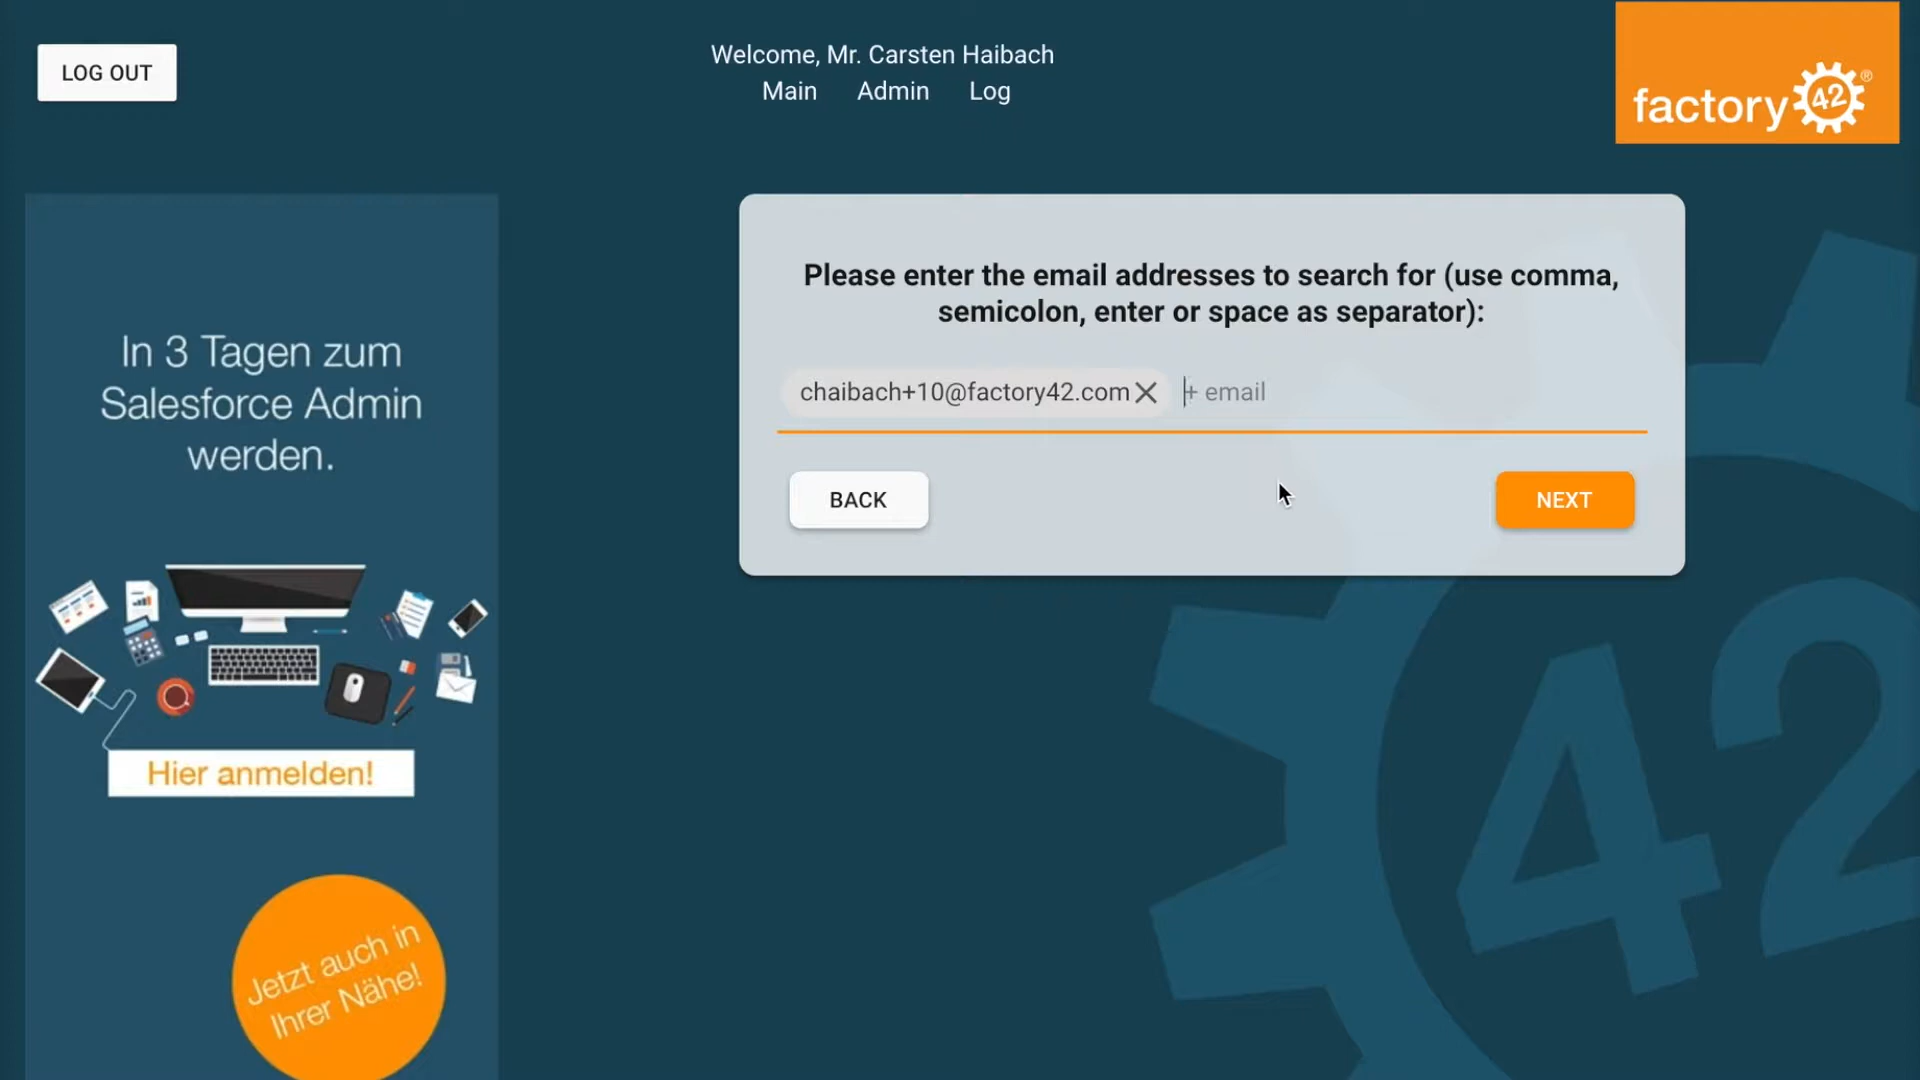 LOG OUT
Welcome, Mr. Carsten Haibach
Main Admin Log
factory42®
In 3 Tagen zum
Salesforce Admin
werden.
Hier anmelden!
Jetzt auch in
Ihrer Nähe!
Please enter the email addresses to search for (use comma,
semicolon, enter or space as separator):
chaibach+10@factory42.com + email
BACK
NEXT
42